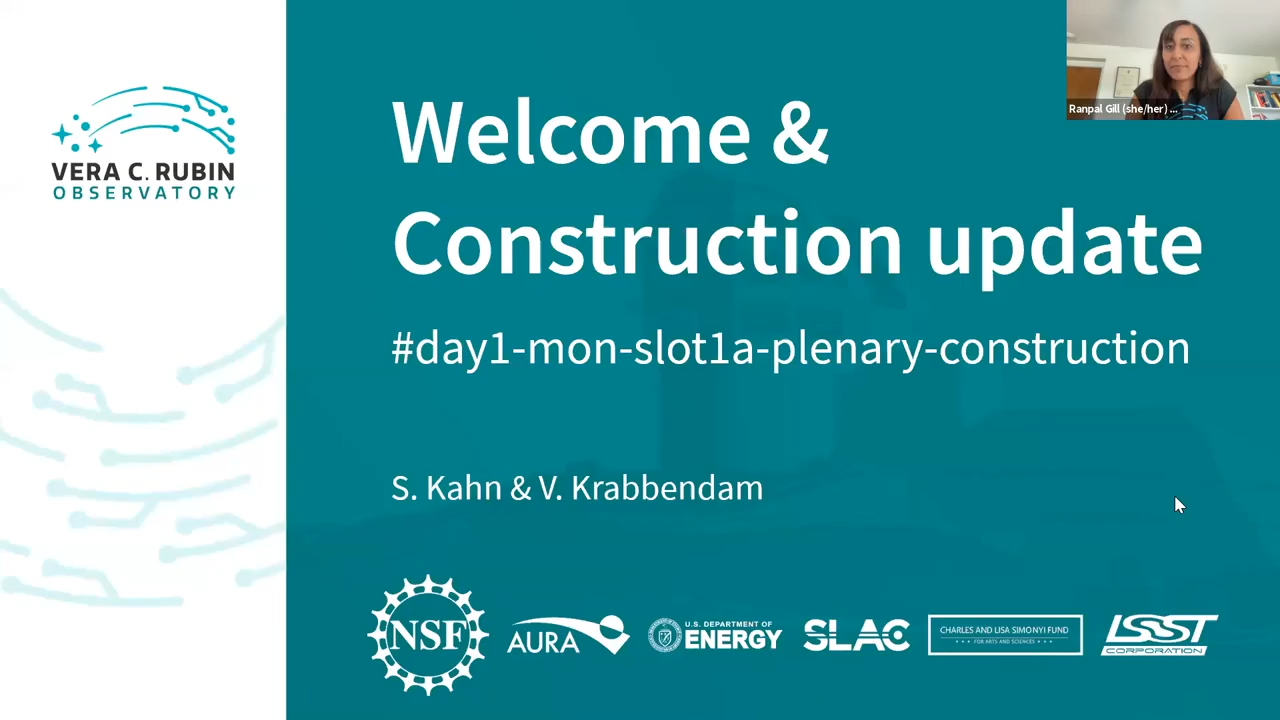 VERA C. RUBIN
OBSERVATORY
Welcome &
Construction update
#day1-mon-slot1a-plenary-construction
S. Kahn & V. Krabbendam
Ranpal Gill (she/her) ...
NSF
AURA
U.S. DEPARTMENT OF
ENERGY
SLAC
CHARLES AND LISA SIMONYI FUND
FOR ARTS AND SCIENCES
LSST
CORPORATION